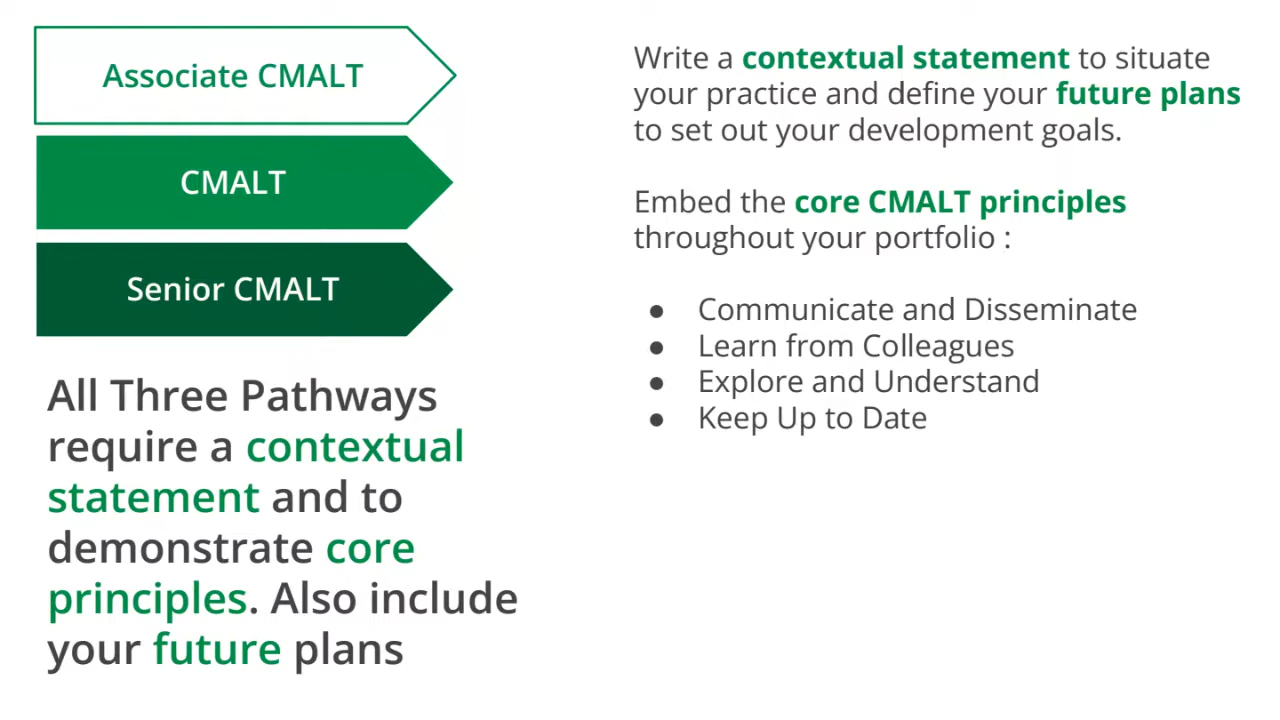 Associate CMALT
CMALT
Senior CMALT
All Three Pathways
require a contextual
statement and to
demonstrate core
principles. Also include
your future plans
Write a contextual statement to situate
your practice and define your future plans
to set out your development goals.
Embed the core CMALT principles
throughout your portfolio :
● Communicate and Disseminate
● Learn from Colleagues
● Explore and Understand
● Keep Up to Date